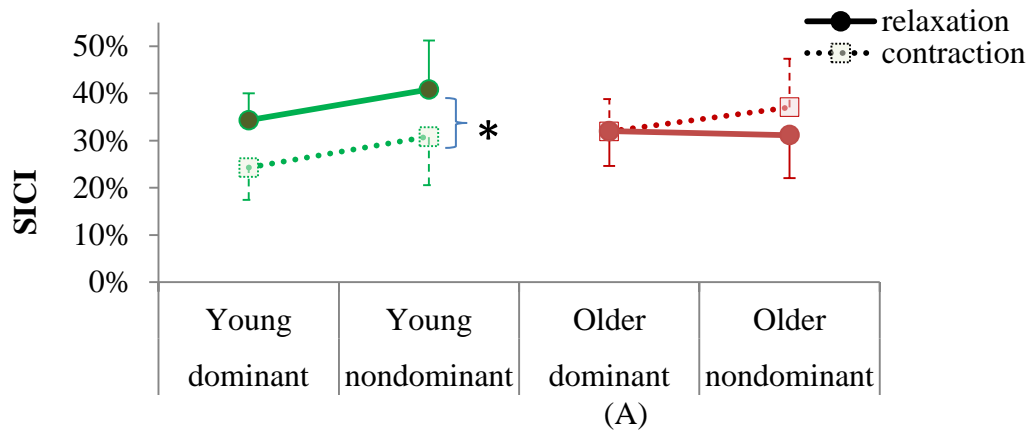 relaxation
contraction
50%
40%
30%
20%
10%
0%
SICI
*
Young Young Older Older
dominant nondominant dominant nondominant
(A)